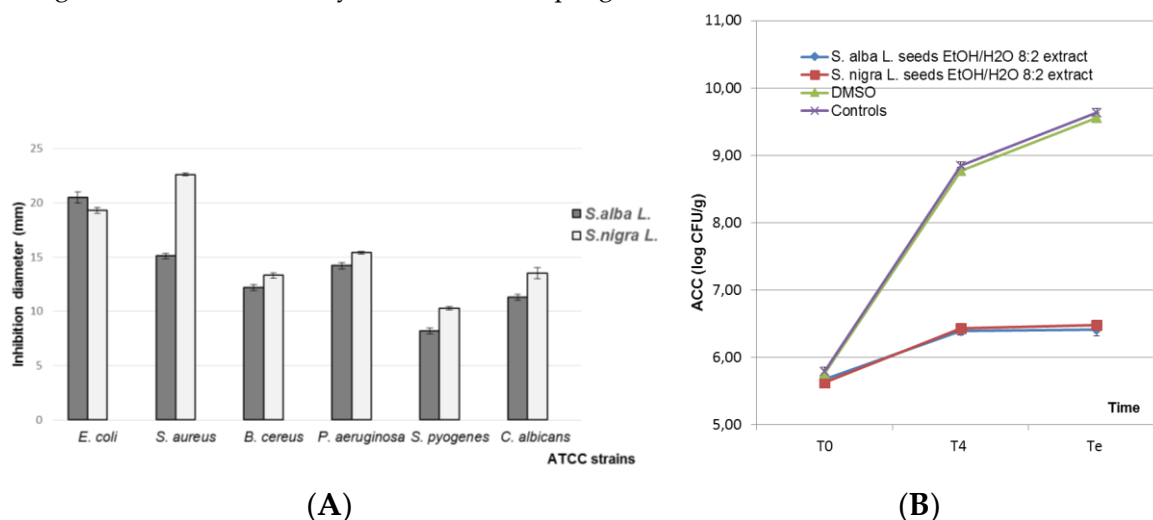 25
20
15
10
5
0
Inhibition diameter (mm)
S.alba L.
S.nigra L.
E. coli
S. aureus
B. cereus
P. aeruginosa
S. pyogenes
C. albicans
ATCC strains
(A)
11,00
10,00
9,00
8,00
7,00
6,00
5,00
ACC (log CFU/g)
S. alba L. seeds EtOH/H2O 8:2 extract
S. nigra L. seeds EtOH/H2O 8:2 extract
DMSO
Controls
Time
T0
T4
Te
(B)